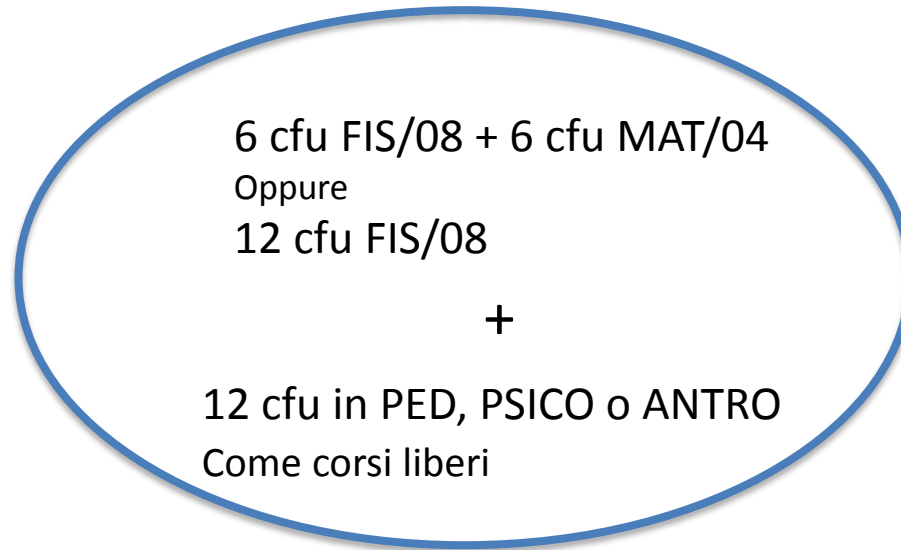 6 cfu FIS/08 + 6 cfu MAT/04
Oppure
12 cfu FIS/08
+
12 cfu in PED, PSICO o ANTRO
Come corsi liberi